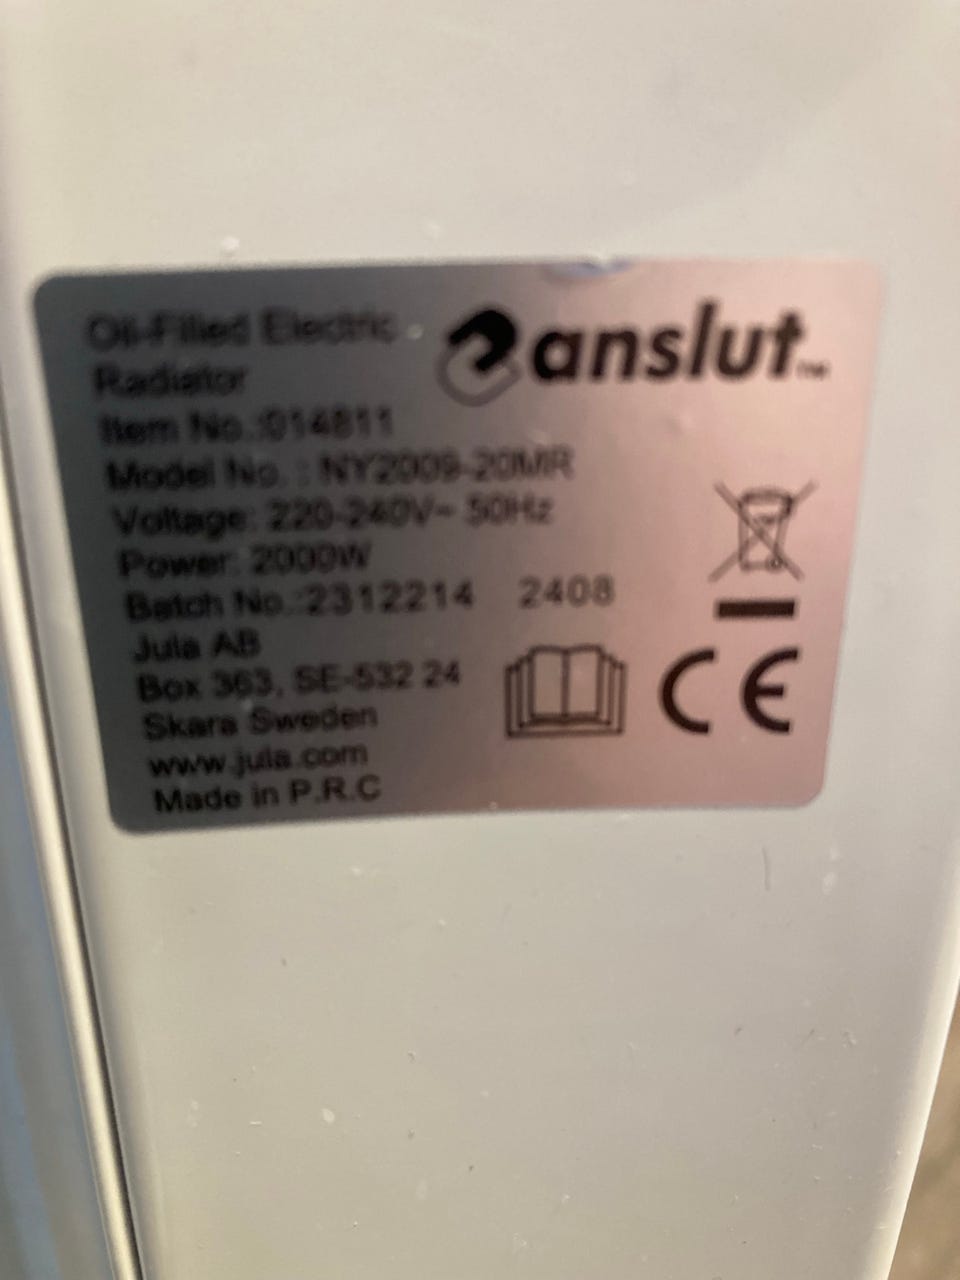 Oil-Filled Electric
Radiator
anslut™
Item No.:014811
Model No. : NY2009-20MR
Voltage: 220-240V~ 50Hz
Power: 2000W
Batch No.:2312214 2408
Jula AB
Box 363, SE-532 24
Skara Sweden
www.jula.com
Made in P.R.C
CE